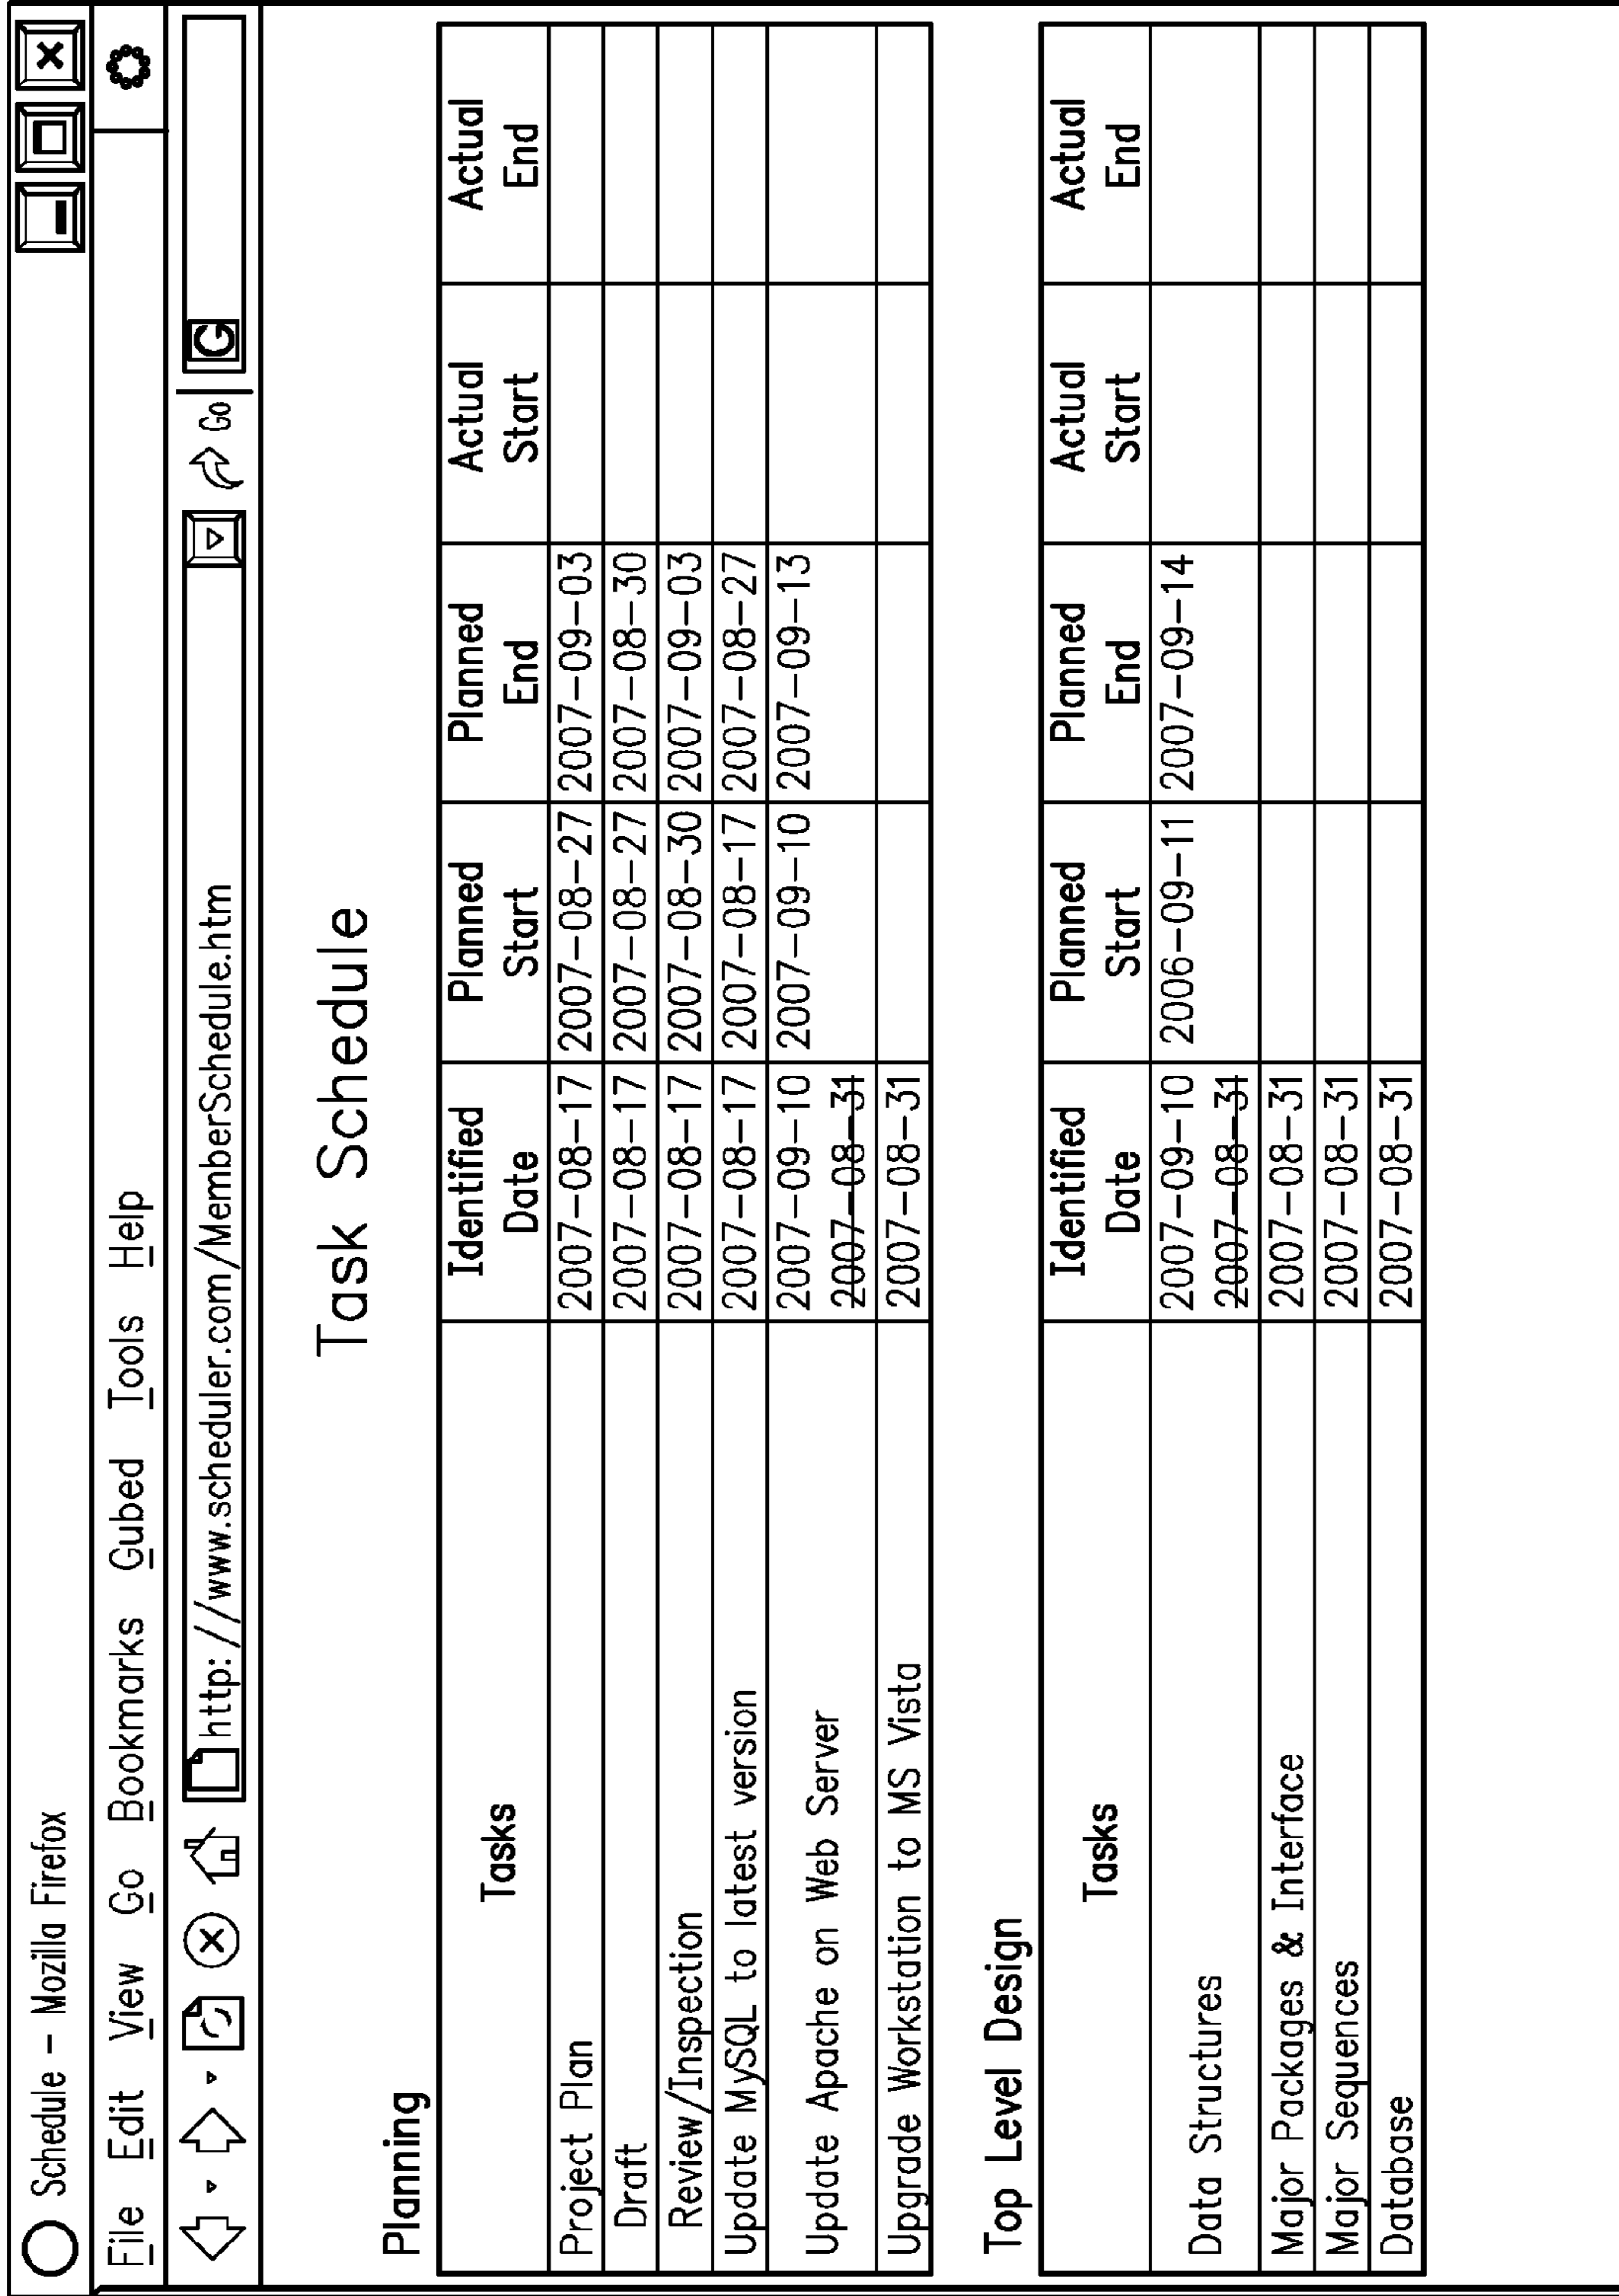 Schedule – Mozilla Firefox
File Edit View Go Bookmarks Gubed Tools Help
http: //www.scheduler.com/MemberSchedule.htm Go G
Task Schedule
Planning
Tasks Identified Date Planned Start Planned End Actual Start Actual End
Project Plan 2007-08-17 2007-08-27 2007-09-03
Draft 2007-08-17 2007-08-27 2007-08-30
Review/Inspection 2007-08-17 2007-08-30 2007-09-03
Update MySQL to latest version 2007-08-17 2007-08-17 2007-08-27
Update Apache on Web Server 2007-09-10 2007-09-10 2007-09-13
2007-08-31
Upgrade Workstation to MS Vista 2007-08-31
Top Level Design
Tasks Identified Date Planned Start Planned End Actual Start Actual End
Data Structures 2007-09-10 2006-09-11 2007-09-14
2007-08-31
Major Packages & Interface 2007-08-31
Major Sequences 2007-08-31
Database 2007-08-31